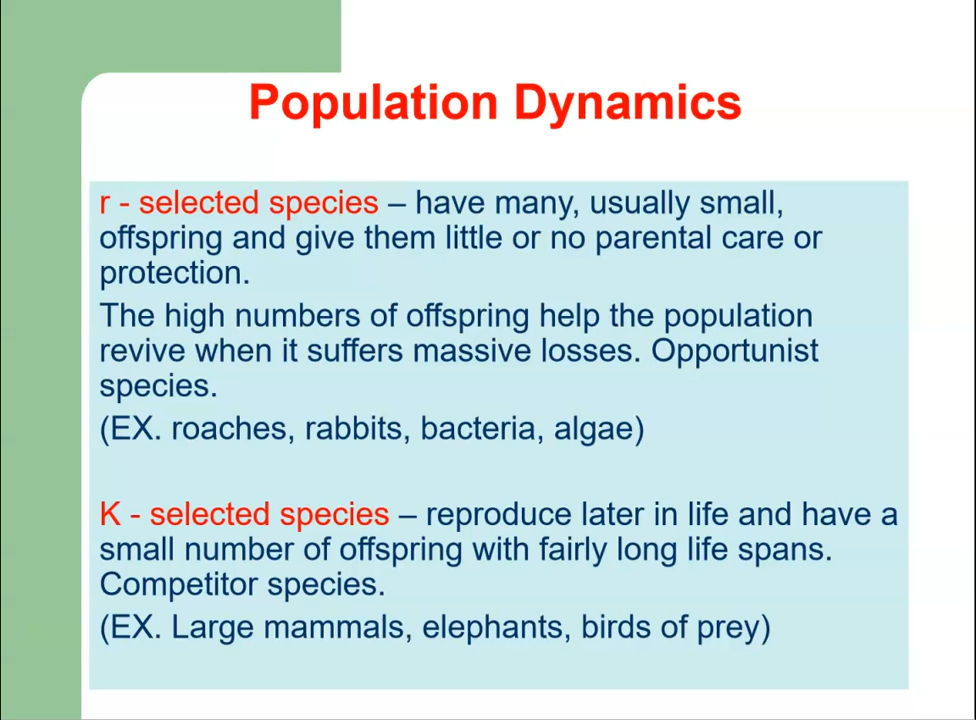 Population Dynamics
r - selected species – have many, usually small,
offspring and give them little or no parental care or
protection.
The high numbers of offspring help the population
revive when it suffers massive losses. Opportunist
species.
(EX. roaches, rabbits, bacteria, algae)
K - selected species – reproduce later in life and have a
small number of offspring with fairly long life spans.
Competitor species.
(EX. Large mammals, elephants, birds of prey)